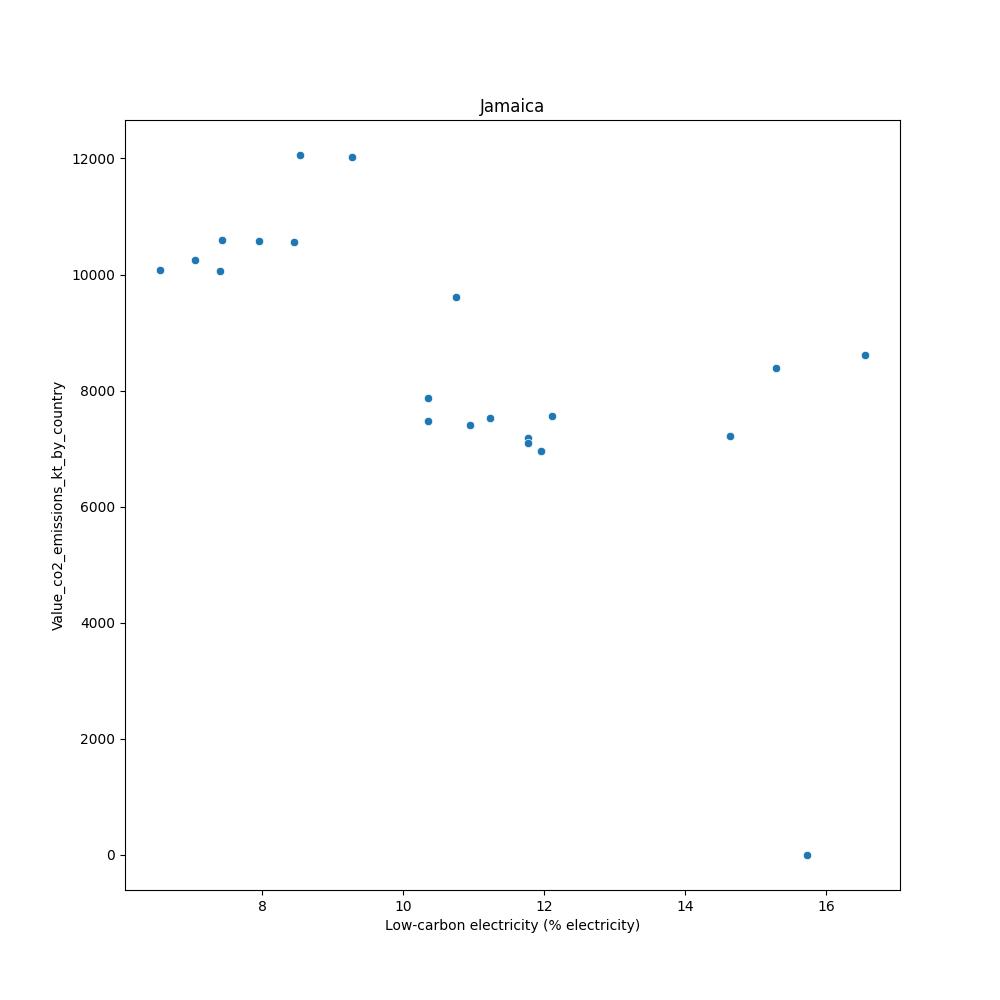 Jamaica
12000
10000
8000
6000
4000
2000
0
Value_co2_emissions_kt_by_country
8 10 12 14 16
Low-carbon electricity (% electricity)